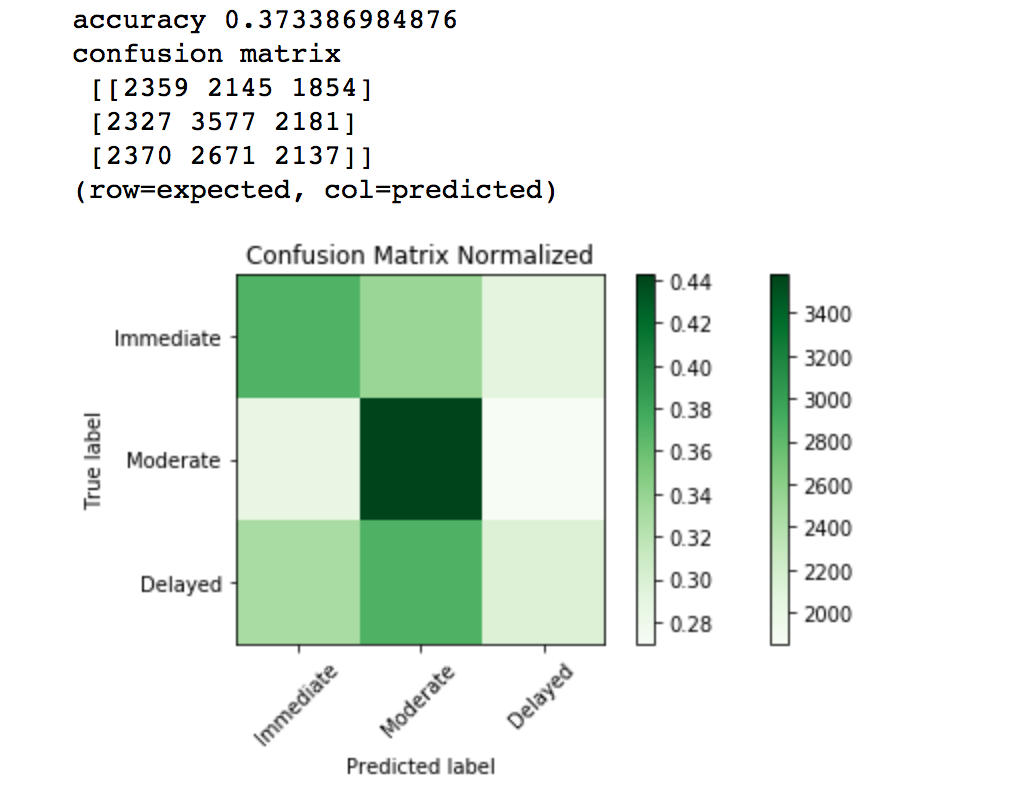 accuracy 0.373386984876
confusion matrix
[[2359 2145 1854]
[2327 3577 2181]
[2370 2671 2137]]
(row=expected, col=predicted)
Confusion Matrix Normalized
True label
Immediate
Moderate
Delayed
Immediate
Moderate
Delayed
Predicted label
0.44
0.42
0.40
0.38
0.36
0.34
0.32
0.30
0.28
3400
3200
3000
2800
2600
2400
2200
2000